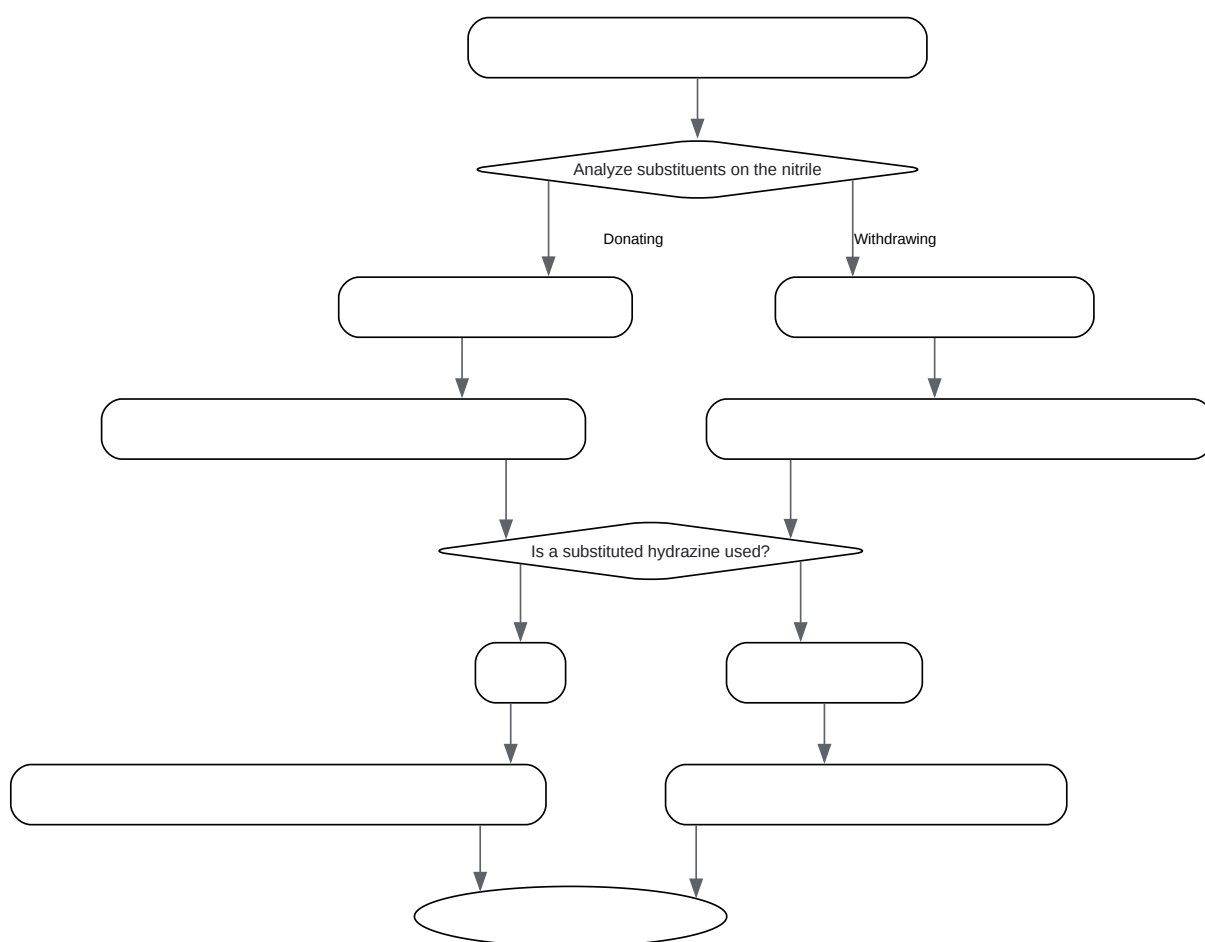 Analyze substituents on the nitrile
Donating
Withdrawing
Is a substituted hydrazine used?